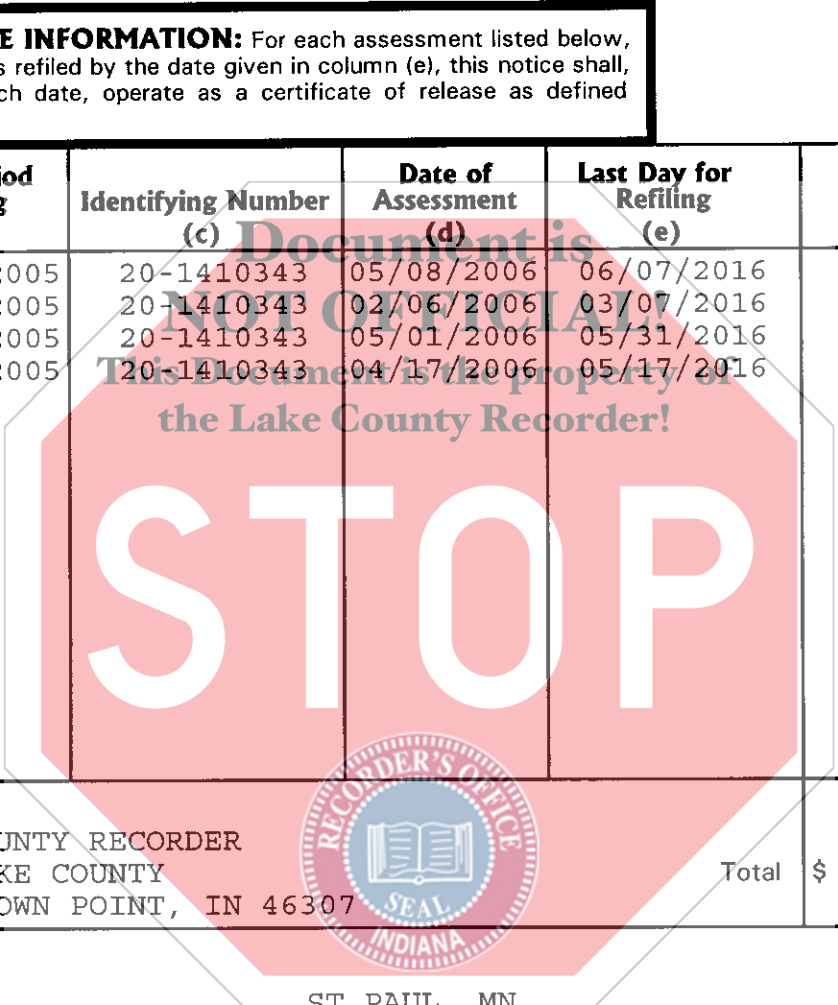 E INFORMATION: For each assessment listed below,
s refiled by the date given in column (e), this notice shall,
ch date, operate as a certificate of release as defined
iod
g
Identifying Number
(c)
Date of
Assessment
(d)
Last Day for
Refiling
(e)
Document is
NOT OFFICIAL!
This Document is the property of
the Lake County Recorder!
2005 20-1410343 05/08/2006 06/07/2016
2005 20-1410343 02/06/2006 03/07/2016
2005 20-1410343 05/01/2006 05/31/2016
2005 20-1410343 04/17/2006 05/17/2016
STOP
RECORDER'S OFFICE
SEAL
INDIANA
UNTY RECORDER
KE COUNTY
OWN POINT, IN 46307
Total $
ST PAUL, MN